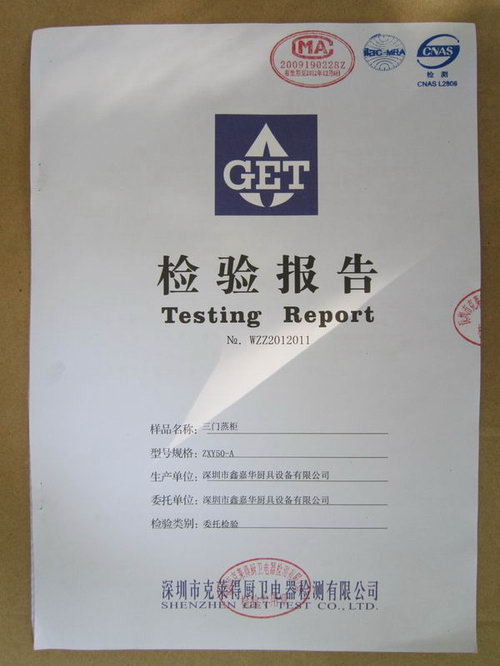 MA
2009190228Z
ilac-MRA
CNAS
检 测
CNAS L2806
GET
检验报告
Testing Report
№. WZZ2012011
样品名称: 三门蒸柜
型号规格: ZXY50-A
生产单位: 深圳市鑫嘉华厨具设备有限公司
委托单位: 深圳市鑫嘉华厨具设备有限公司
检验类别: 委托检验
深圳市克莱得厨卫电器检测有限公司
SHENZHEN GET TEST CO., LTD.